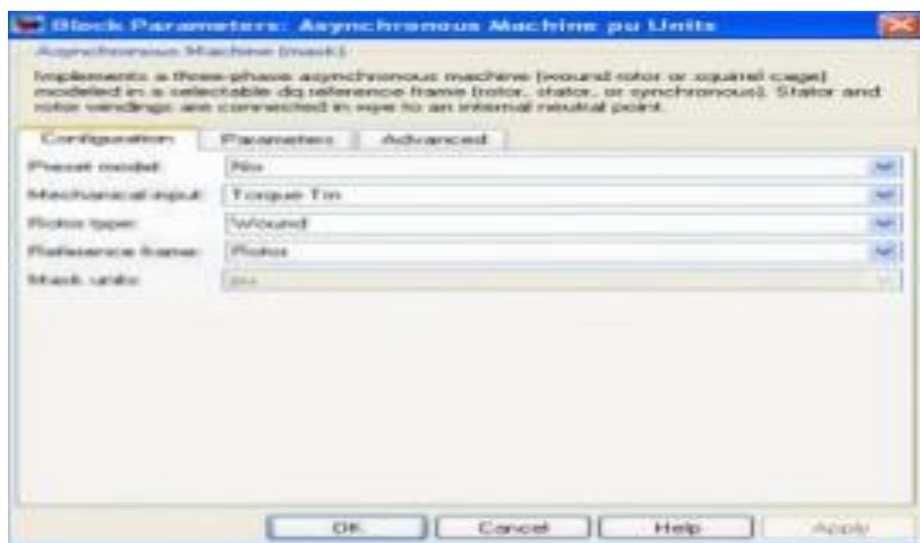 Block Parameters: Asynchronous Machine pu Units
Asynchronous Machine (mask)
Implements a three-phase asynchronous machine (wound rotor or squirrel cage)
modeled in a selectable dq reference frame (rotor, stator, or synchronous). Stator and
rotor windings are connected in wye to an internal neutral point.
Configuration Parameters Advanced
Preset model: No
Mechanical input: Torque Tm
Rotor type: Wound
Reference frame: Rotor
Mask units: pu
OK Cancel Help Apply